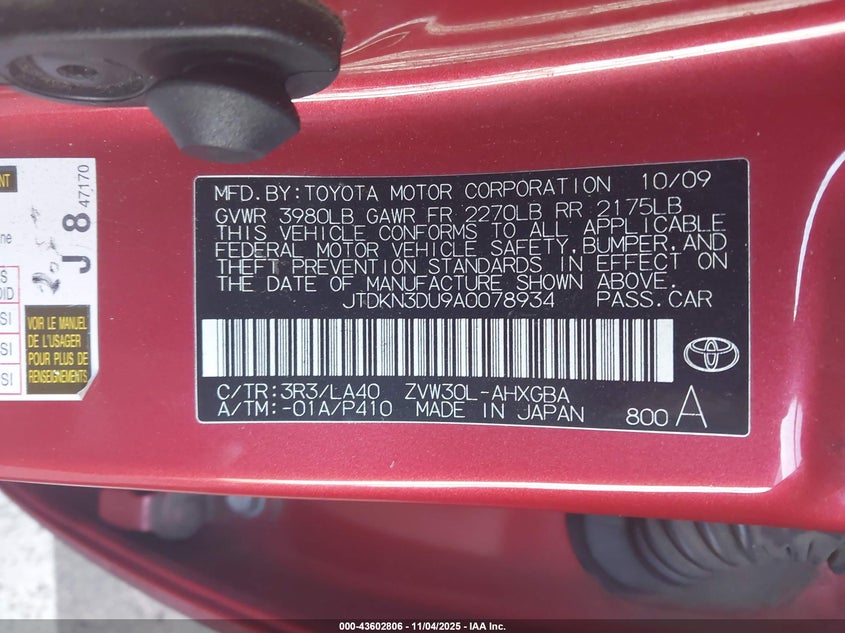 MFD.BY:TOYOTA MOTOR CORPORATION 10/09
GVWR 3980LB GAWR FR 2270LB RR 2175LB
THIS VEHICLE CONFORMS TO ALL APPLICABLE
FEDERAL MOTOR VEHICLE SAFETY,BUMPER,AND
THEFT PREVENTION STANDARDS IN EFFECT ON
THE DATE OF MANUFACTURE SHOWN ABOVE.
JTDKN3DU9A0078934 PASS.CAR
C/TR:3R3/LA40 ZVW30L-AHXGBA
A/TM:-01A/P410 MADE IN JAPAN 800 A
J 8 47170
VOIR LE MANUEL
DE L'USAGER
POUR PLUS DE
RENSEIGNEMENTS
000-43602806 - 11/04/2025 - IAA Inc.